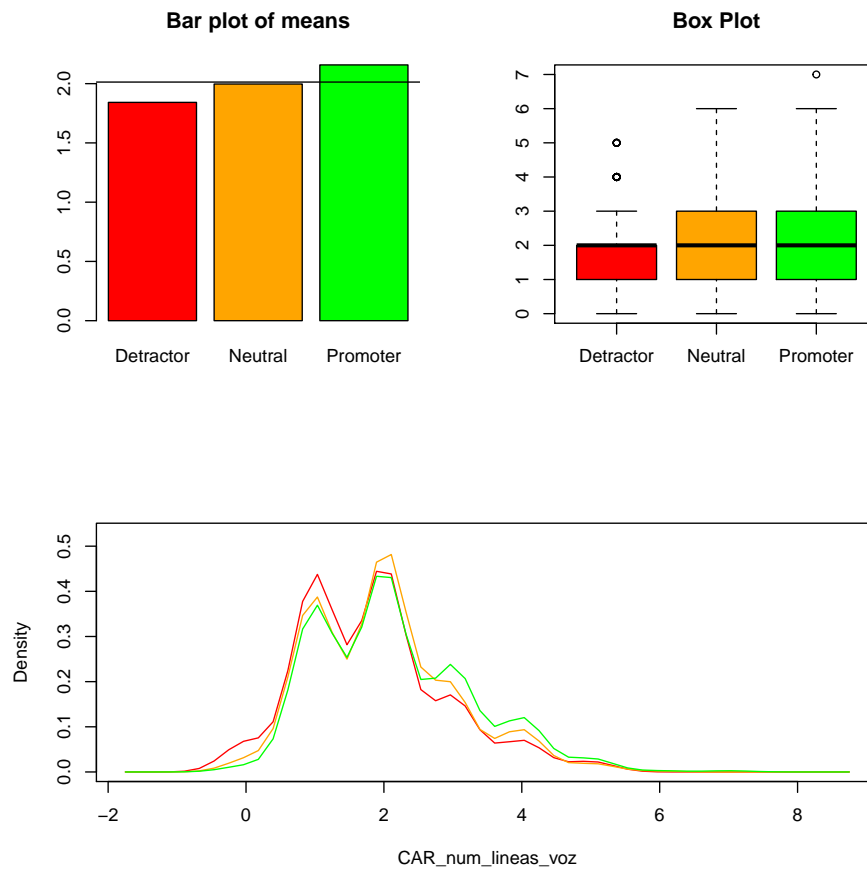 Bar plot of means
2.0
1.5
1.0
0.5
0.0
Detractor Neutral Promoter
Box Plot
7
6
5
4
3
2
1
0
Detractor Neutral Promoter
Density
0.5
0.4
0.3
0.2
0.1
0.0
−2 0 2 4 6 8
CAR_num_lineas_voz